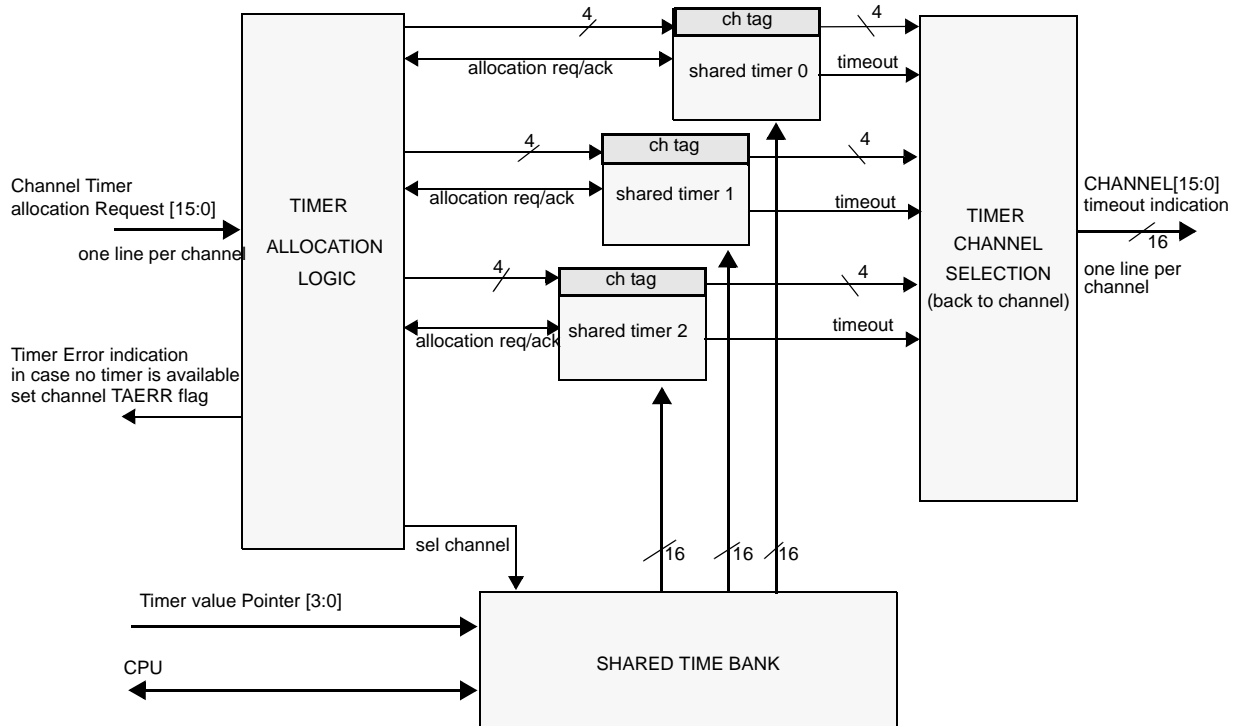 4
ch tag
4
allocation req/ack
shared timer 0
timeout
4
ch tag
4
Channel Timer
allocation Request [15:0]
one line per channel
TIMER
ALLOCATION
LOGIC
allocation req/ack
shared timer 1
timeout
TIMER
CHANNEL
SELECTION
(back to channel)
CHANNEL[15:0]
timeout indication
16
one line per
channel
4
ch tag
4
allocation req/ack
shared timer 2
timeout
Timer Error indication
in case no timer is available
set channel TAERR flag
sel channel
16
16
16
Timer value Pointer [3:0]
CPU
SHARED TIME BANK